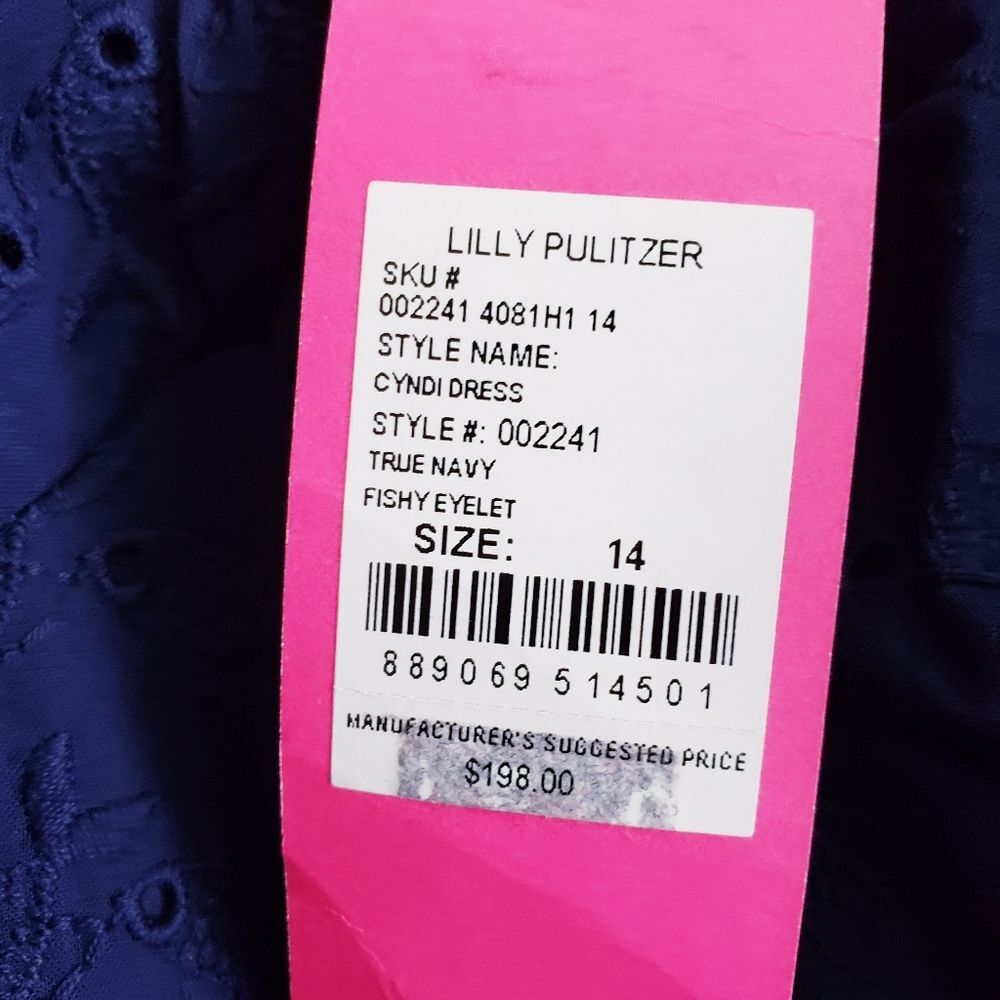 LILLY PULITZER
SKU #
002241 4081H1 14
STYLE NAME:
CYNDI DRESS
STYLE #: 002241
TRUE NAVY
FISHY EYELET
SIZE: 14
889069 514501
MANUFACTURER'S SUGGESTED PRICE
$198.00